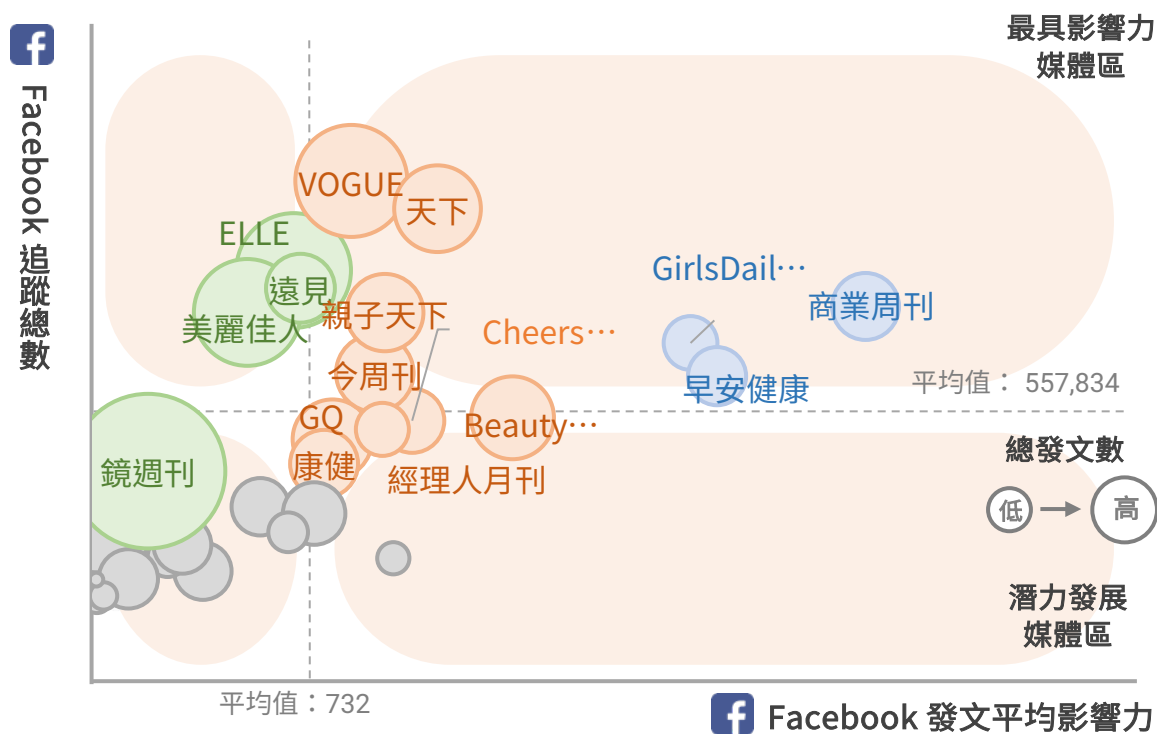 最具影響力
媒體區
Facebook 追蹤總數
VOGUE
天下
ELLE
遠見
美麗佳人
親子天下
GirlsDail…
商業周刊
Cheers…
今周刊
早安健康
平均值： 557,834
GQ
Beauty…
康健
經理人月刊
鏡週刊
總發文數
低
高
潛力發展
媒體區
平均值：732
Facebook 發文平均影響力